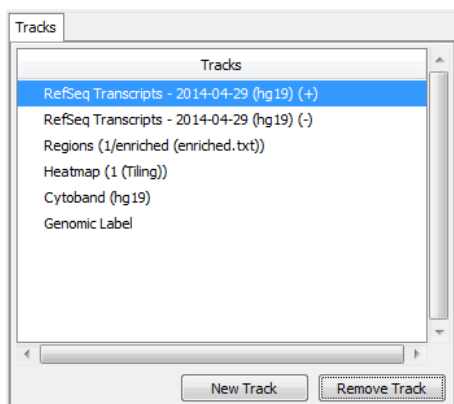 Tracks
Tracks
RefSeq Transcripts - 2014-04-29 (hg19) (+)
RefSeq Transcripts - 2014-04-29 (hg19) (-)
Regions (1/enriched (enriched.txt))
Heatmap (1 (Tiling))
Cytoband (hg19)
Genomic Label
New Track Remove Track